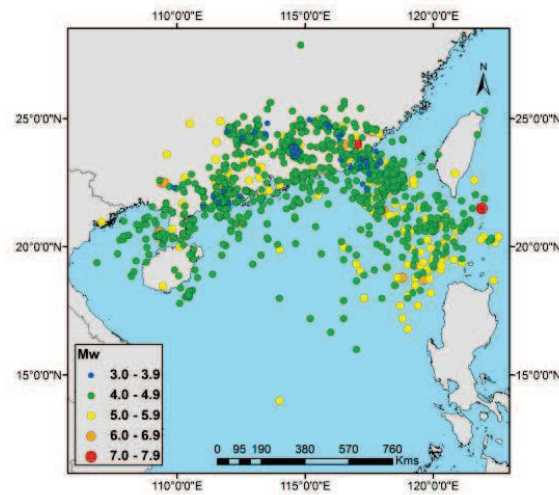 110°0'0"E 115°0'0"E 120°0'0"E
N
25°0'0"N 25°0'0"N
20°0'0"N 20°0'0"N
15°0'0"N 15°0'0"N
Mw
3.0 - 3.9
4.0 - 4.9
5.0 - 5.9
6.0 - 6.9
7.0 - 7.9
0 95 190 380 570 760
Kms
110°0'0"E 115°0'0"E 120°0'0"E